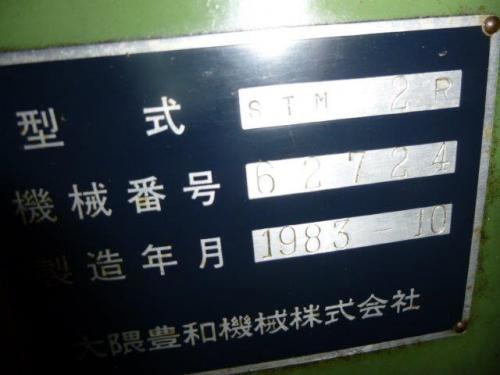 型式 STM 2R
機械番号 62724
製造年月 1983-10
大隈豊和機械株式会社